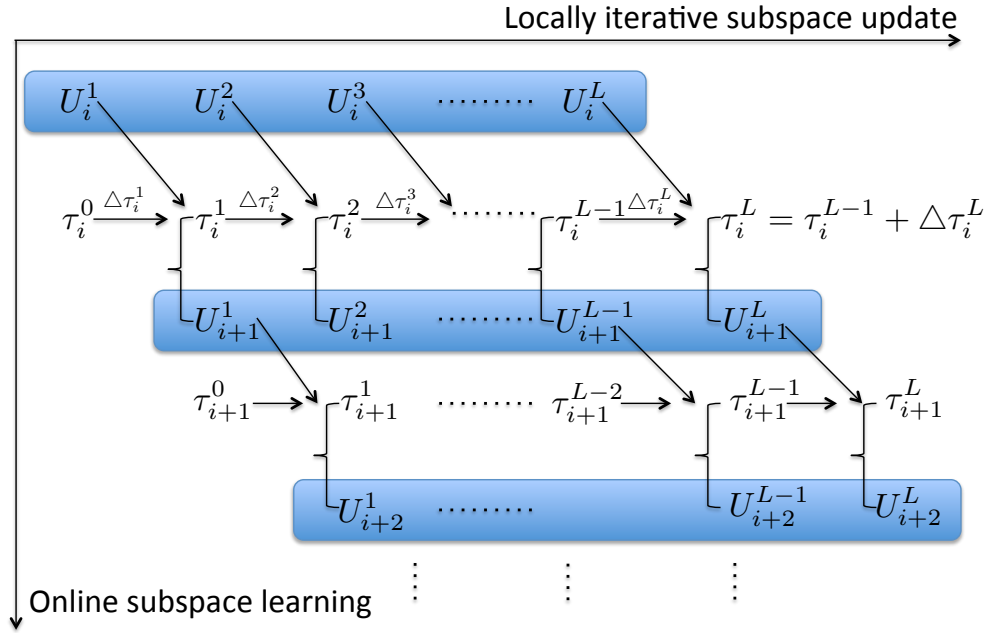 Locally iterative subspace update
U_i^1 U_i^2 U_i^3 ......... U_i^L
τ_i^0 △τ_i^1 τ_i^1 △τ_i^2 τ_i^2 △τ_i^3 ......... τ_i^{L-1} △τ_i^L τ_i^L = τ_i^{L-1} + △τ_i^L
U_{i+1}^1 U_{i+1}^2 ......... U_{i+1}^{L-1} U_{i+1}^L
τ_{i+1}^0 τ_{i+1}^1 ......... τ_{i+1}^{L-2} τ_{i+1}^{L-1} τ_{i+1}^L
U_{i+2}^1 ......... U_{i+2}^{L-1} U_{i+2}^L
Online subspace learning